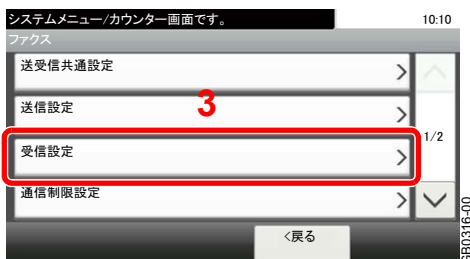 システムメニュー/カウンター画面です。
10:10
ファクス
送受信共通設定
3
送信設定
1/2
受信設定
通信制限設定
<戻る